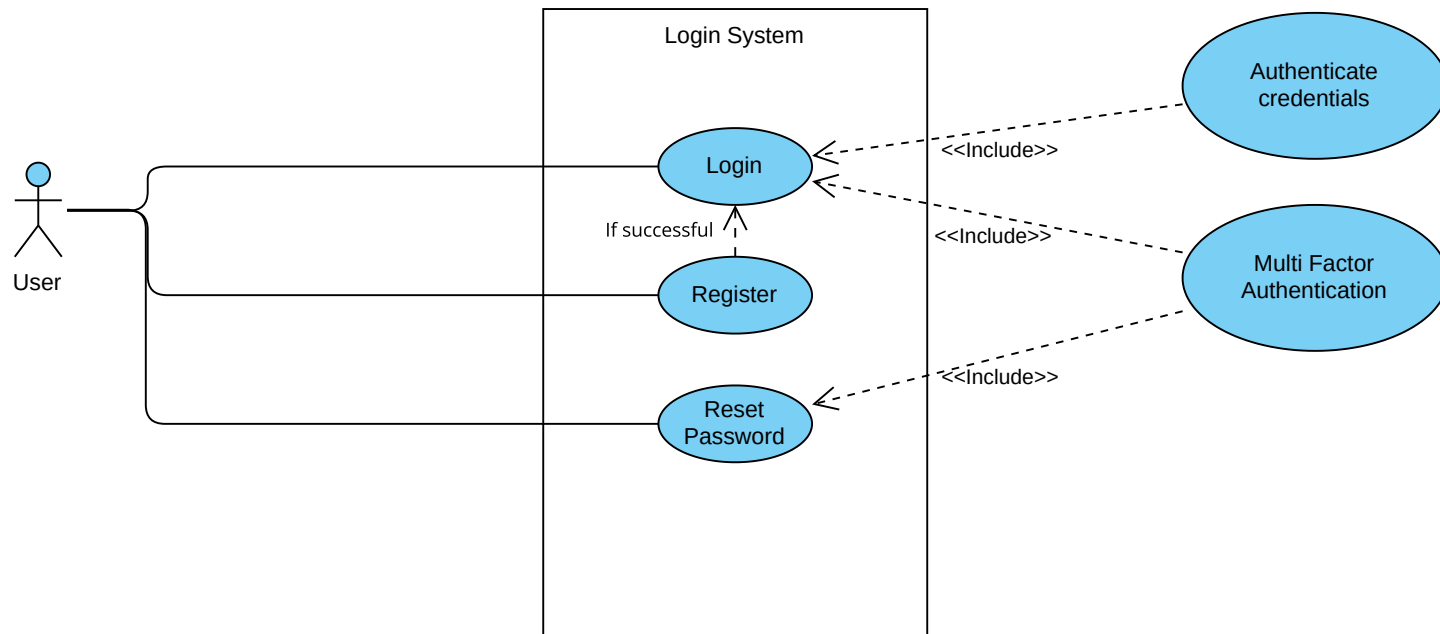 Login System
Authenticate
credentials
Login
<<Include>>
If successful
<<Include>>
User
Register
Multi Factor
Authentication
<<Include>>
Reset
Password